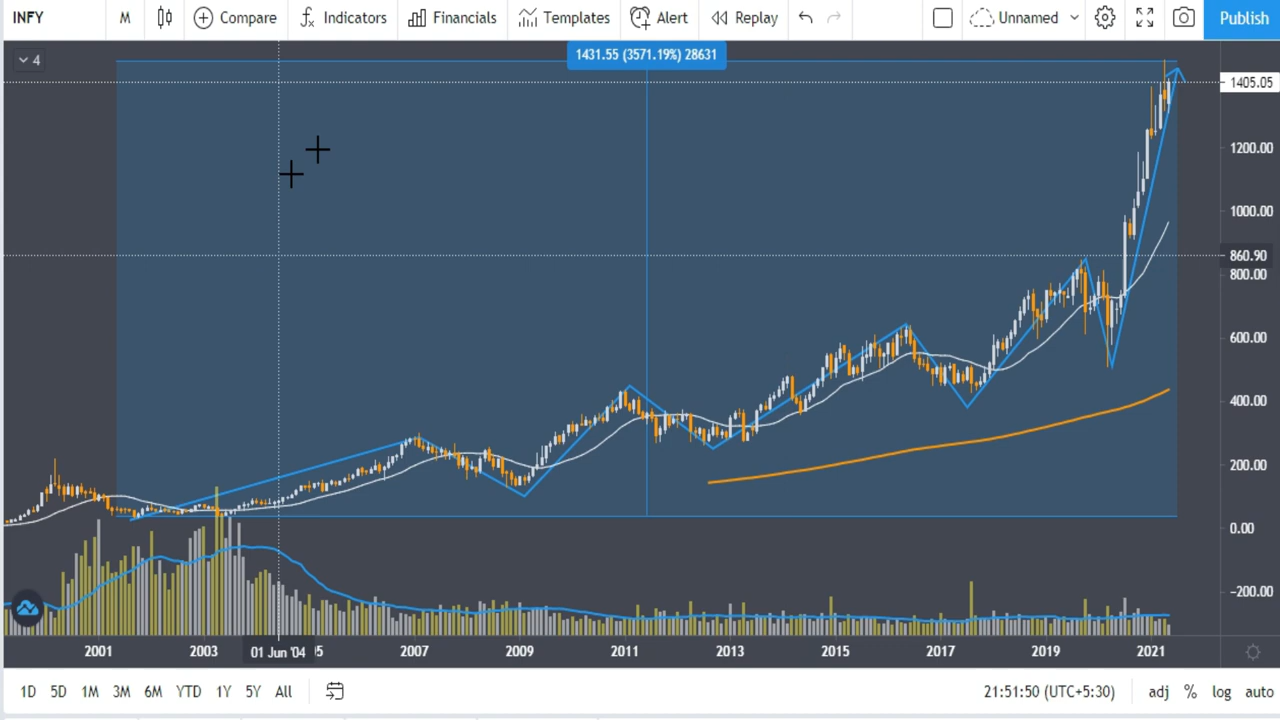 INFY M Compare Indicators Financials Templates Alert Replay Unnamed Publish
4
1431.55 (3571.19%) 28631
1405.05
1200.00
1000.00
860.90
800.00
600.00
400.00
200.00
0.00
-200.00
2001 2003 01 Jun '04 2007 2009 2011 2013 2015 2017 2019 2021
1D 5D 1M 3M 6M YTD 1Y 5Y All 21:51:50 (UTC+5:30) adj % log auto